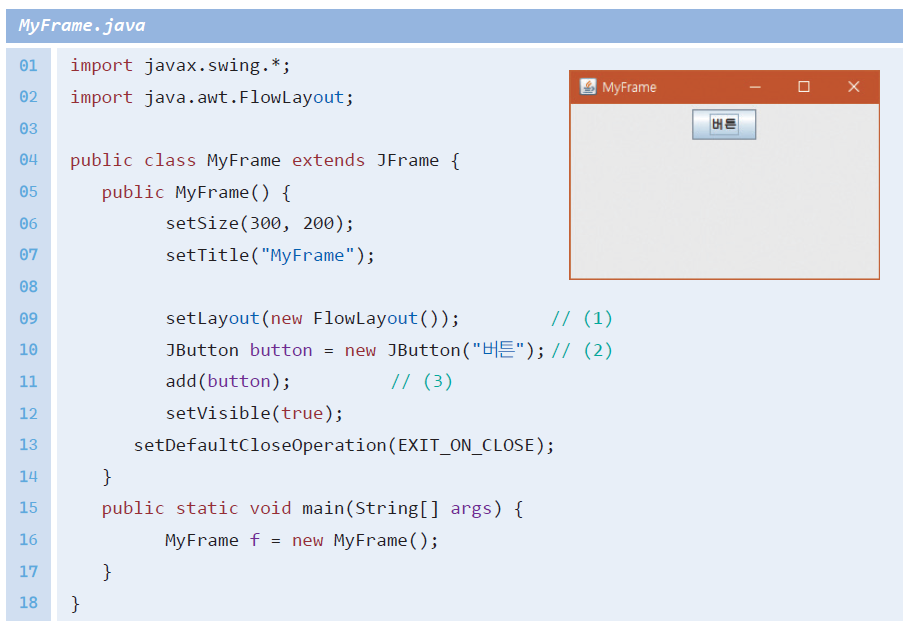 MyFrame.java
01 import javax.swing.*;
02 import java.awt.FlowLayout;
03
04 public class MyFrame extends JFrame {
05 public MyFrame() {
06 setSize(300, 200);
07 setTitle("MyFrame");
08
09 setLayout(new FlowLayout()); // (1)
10 JButton button = new JButton("버튼"); // (2)
11 add(button); // (3)
12 setVisible(true);
13 setDefaultCloseOperation(EXIT_ON_CLOSE);
14 }
15 public static void main(String[] args) {
16 MyFrame f = new MyFrame();
17 }
18 }
MyFrame
버튼